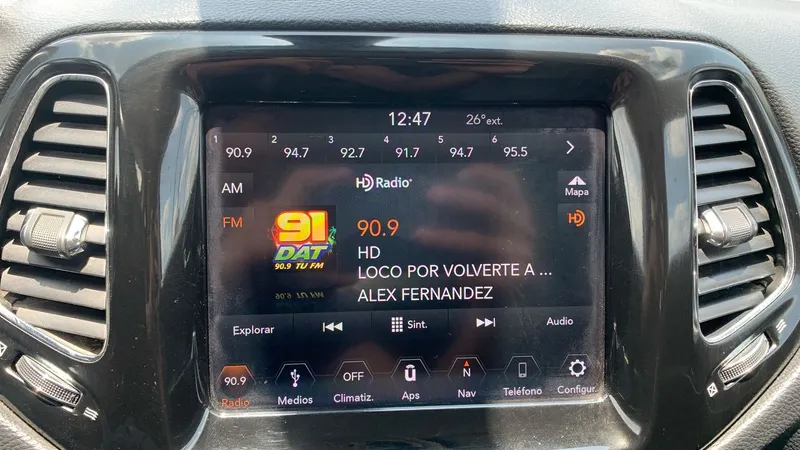 12:47 26°ext.
1 90.9 2 94.7 3 92.7 4 91.7 5 94.7 6 95.5
AM
HD Radio
Mapa
FM
HD
91
DAT
90.9 TU FM
90.9
HD
LOCO POR VOLVERTE A ...
ALEX FERNANDEZ
Explorar Sint. Audio
90.9 OFF N
Radio Medios Climatiz. Aps Nav Teléfono Configur.